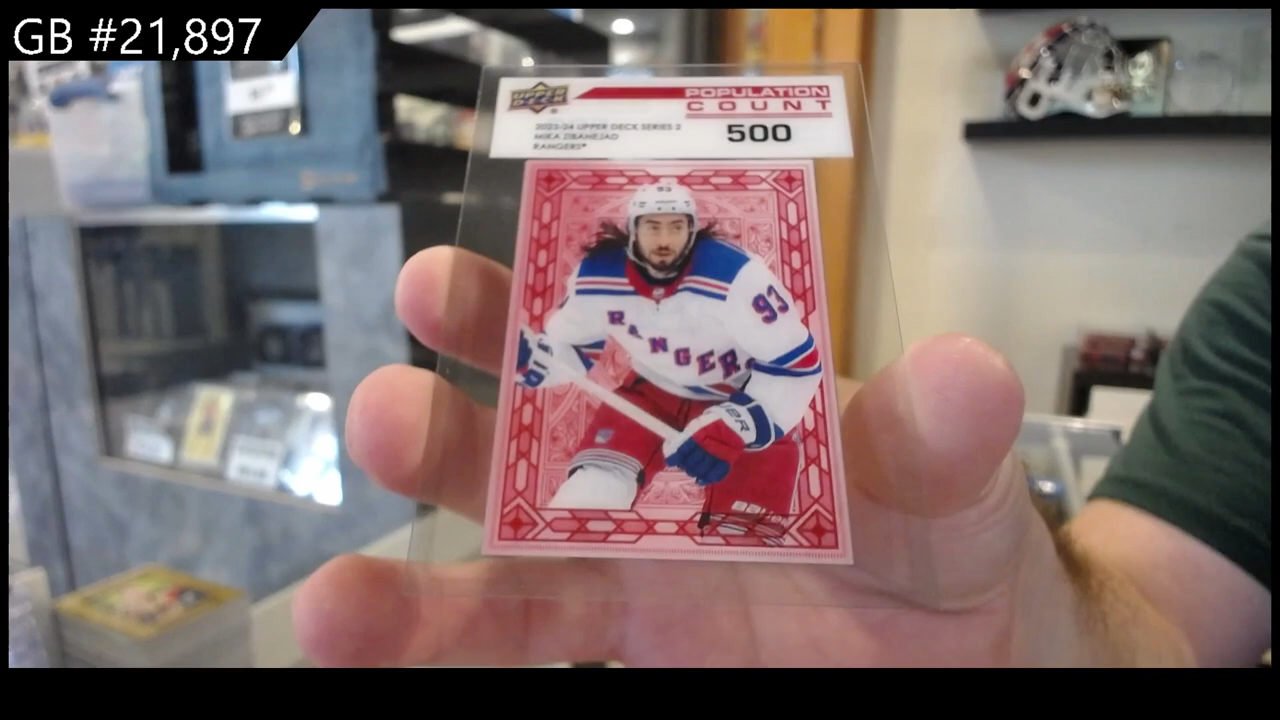 GB #21,897
UPPER DECK
POPULATION
COUNT
2023-24 UPPER DECK SERIES 2
MIKA ZIBANEJAD
RANGERS
500
93
93
RANGERS